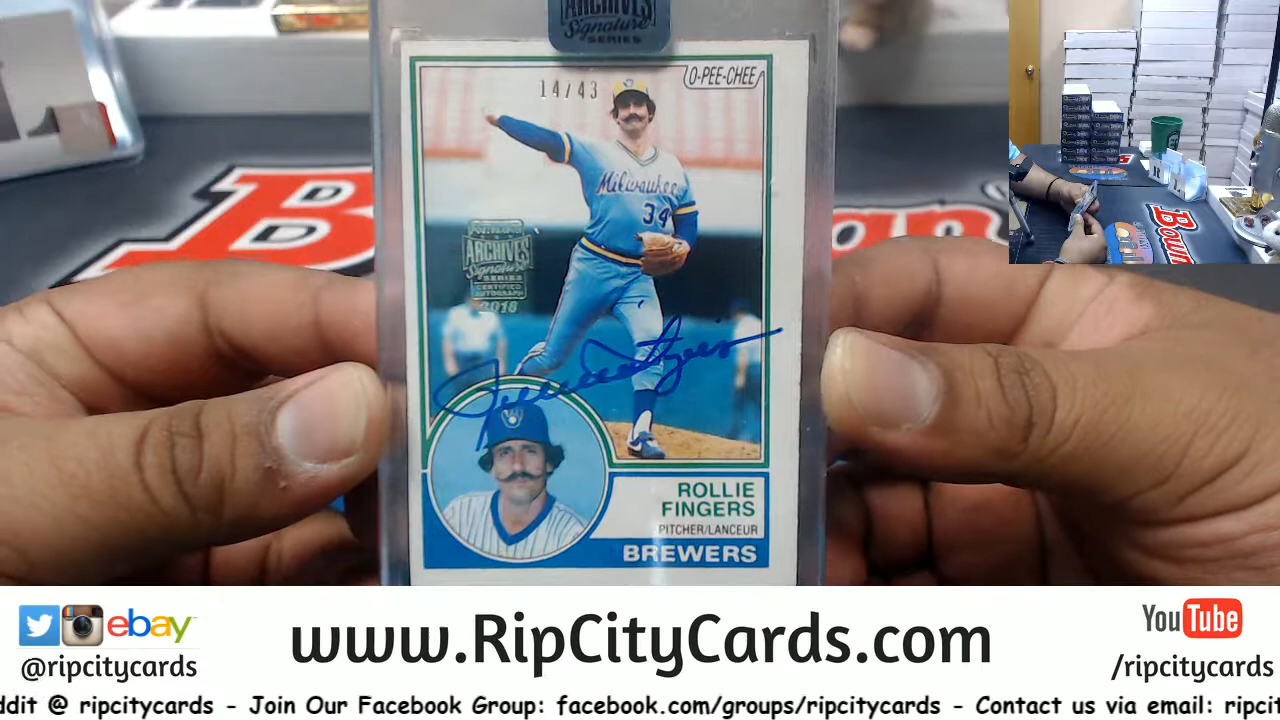 ARCHIVES
Signature
SERIES
14/43
O-PEE-CHEE
Milwaukee
34
ARCHIVES
Signature
SERIES
CERTIFIED
AUTOGRAPH
ROLLIE
FINGERS
PITCHER/LANCEUR
BREWERS
B
an
ebay
@ripcitycards
www.RipCityCards.com
YouTube
/ripcitycards
ddit @ ripcitycards - Join Our Facebook Group: facebook.com/groups/ripcitycards - Contact us via email: ripcit